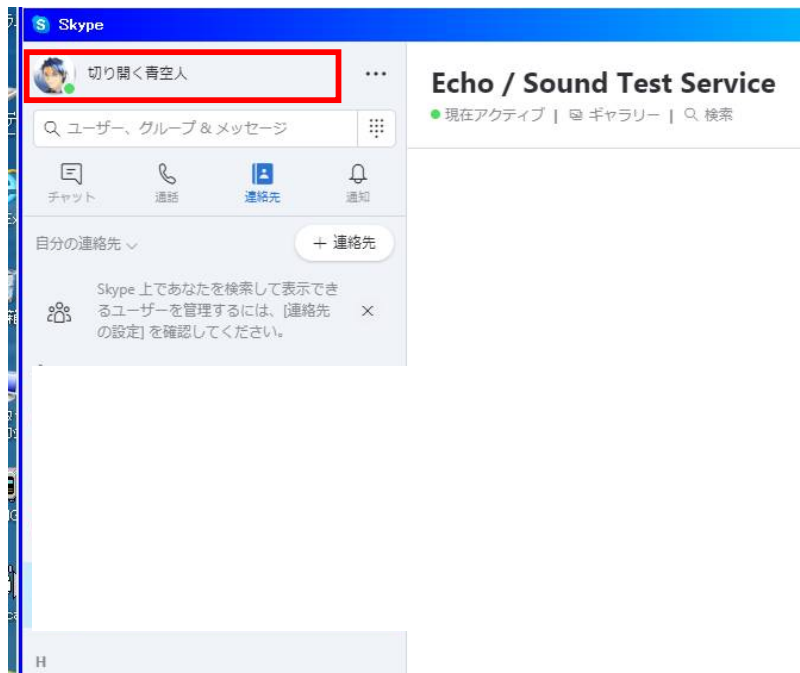 Skype
切り開く青空人
Echo / Sound Test Service
現在アクティブ | ギャラリー | 検索
ユーザー、グループ & メッセージ
チャット
通話
連絡先
通知
自分の連絡先
+ 連絡先
Skype 上であなたを検索して表示でき
るユーザーを管理するには、[連絡先
の設定] を確認してください。
H